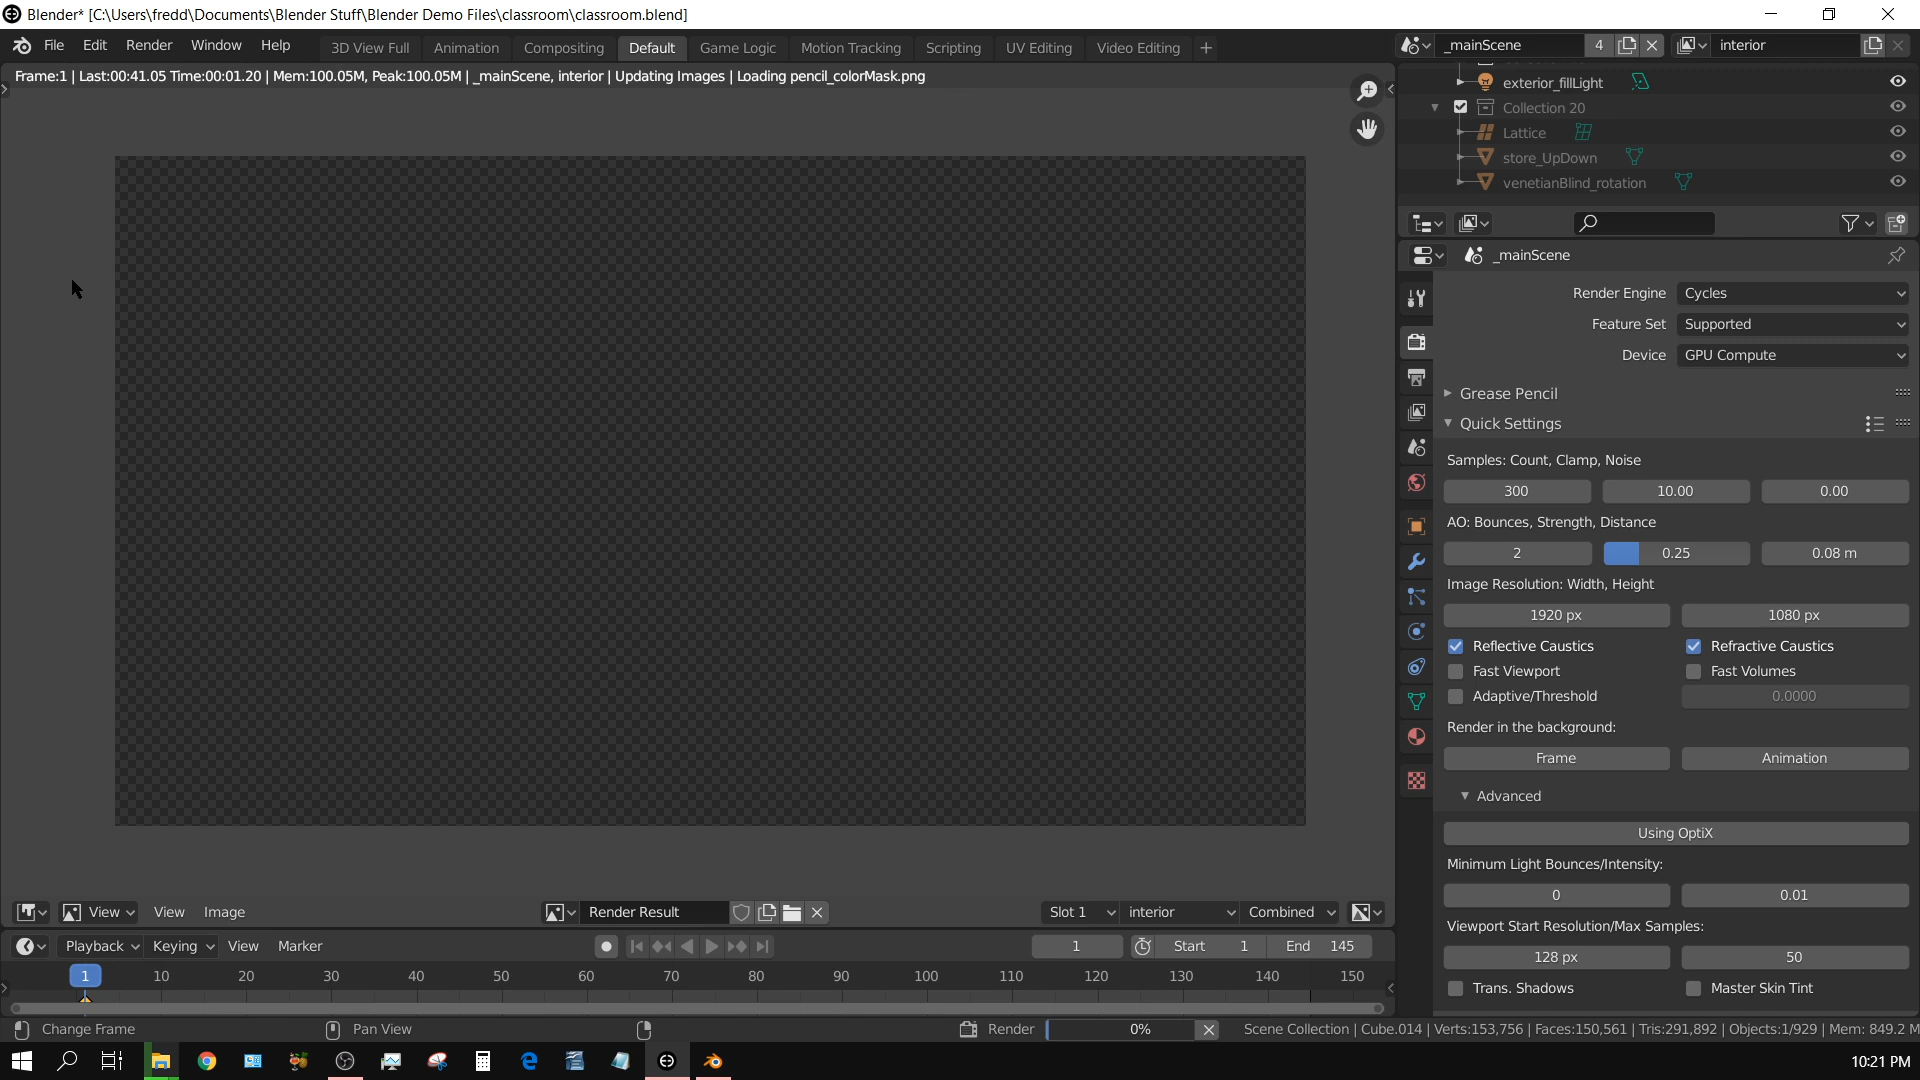 Blender* [C:\Users\fredd\Documents\Blender Stuff\Blender Demo Files\classroom\classroom.blend]
File Edit Render Window Help 3D View Full Animation Compositing Default Game Logic Motion Tracking Scripting UV Editing Video Editing + _mainScene 4 interior
Frame:1 | Last:00:41.05 Time:00:01.20 | Mem:100.05M, Peak:100.05M | _mainScene, interior | Updating Images | Loading pencil_colorMask.png
exterior_fillLight
Collection 20
Lattice
store_UpDown
venetianBlind_rotation
_mainScene
Render Engine Cycles
Feature Set Supported
Device GPU Compute
Grease Pencil
Quick Settings
Samples: Count, Clamp, Noise
300 10.00 0.00
AO: Bounces, Strength, Distance
2 0.25 0.08 m
Image Resolution: Width, Height
1920 px 1080 px
Reflective Caustics Refractive Caustics
Fast Viewport Fast Volumes
Adaptive/Threshold 0.0000
Render in the background:
Frame Animation
Advanced
Using OptiX
Minimum Light Bounces/Intensity:
0 0.01
Viewport Start Resolution/Max Samples:
128 px 50
Trans. Shadows Master Skin Tint
View View Image Render Result Slot 1 interior Combined
Playback Keying View Marker 1 Start 1 End 145
1 10 20 30 40 50 60 70 80 90 100 110 120 130 140 150
Change Frame Pan View Render 0% Scene Collection | Cube.014 | Verts:153,756 | Faces:150,561 | Tris:291,892 | Objects:1/929 | Mem: 849.2 M
10:21 PM